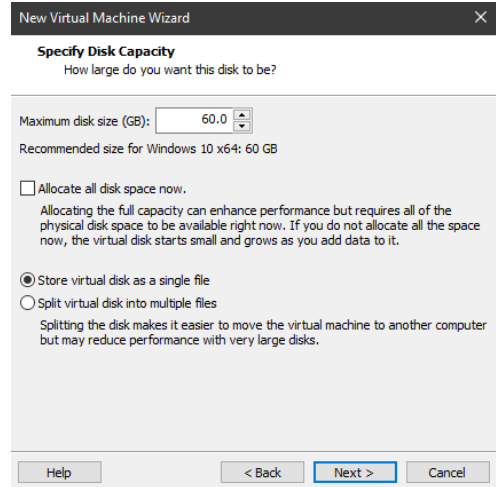 New Virtual Machine Wizard
Specify Disk Capacity
How large do you want this disk to be?
Maximum disk size (GB): 60.0
Recommended size for Windows 10 x64: 60 GB
Allocate all disk space now.
Allocating the full capacity can enhance performance but requires all of the
physical disk space to be available right now. If you do not allocate all the space
now, the virtual disk starts small and grows as you add data to it.
Store virtual disk as a single file
Split virtual disk into multiple files
Splitting the disk makes it easier to move the virtual machine to another computer
but may reduce performance with very large disks.
Help < Back Next > Cancel